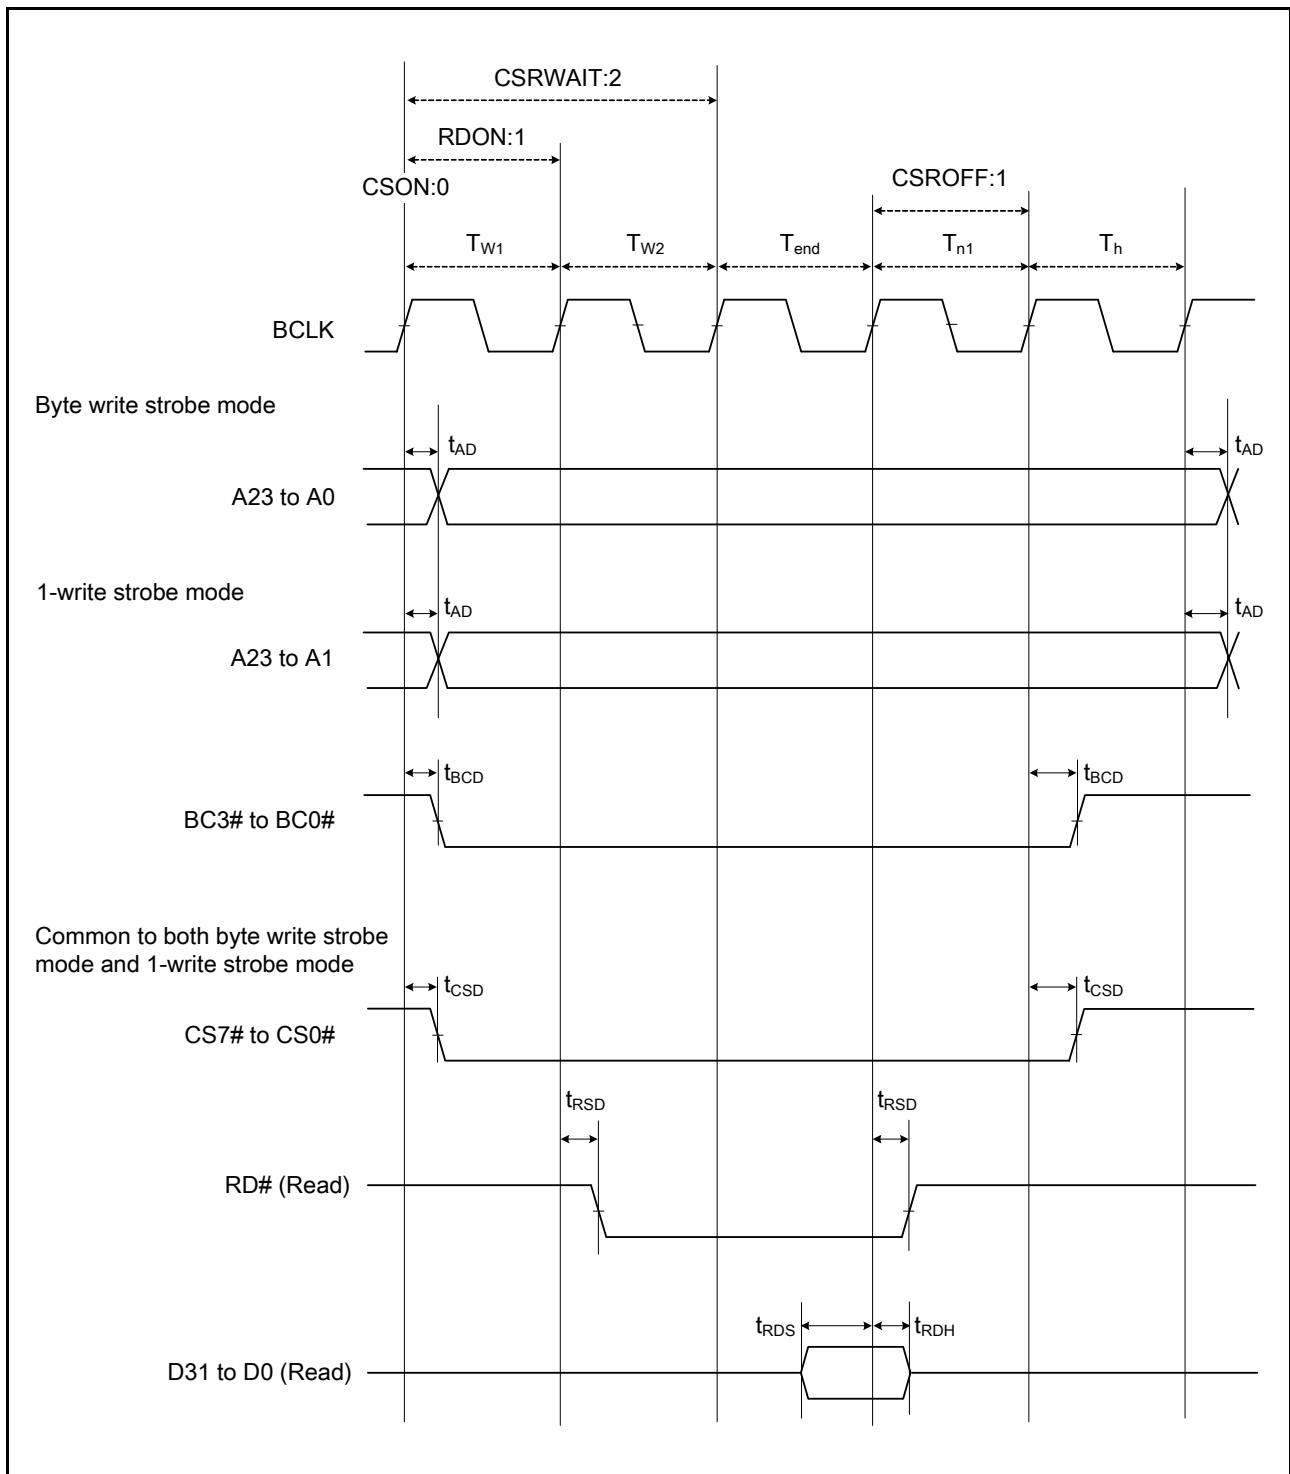 CSRWAIT:2
RDON:1
CSON:0
CSROFF:1
TW1 TW2 Tend Tn1 Th
BCLK
Byte write strobe mode
tAD tAD
A23 to A0
1-write strobe mode
tAD tAD
A23 to A1
tBCD tBCD
BC3# to BC0#
Common to both byte write strobe
mode and 1-write strobe mode
tCSD tCSD
CS7# to CS0#
tRSD tRSD
RD# (Read)
tRDS tRDH
D31 to D0 (Read)